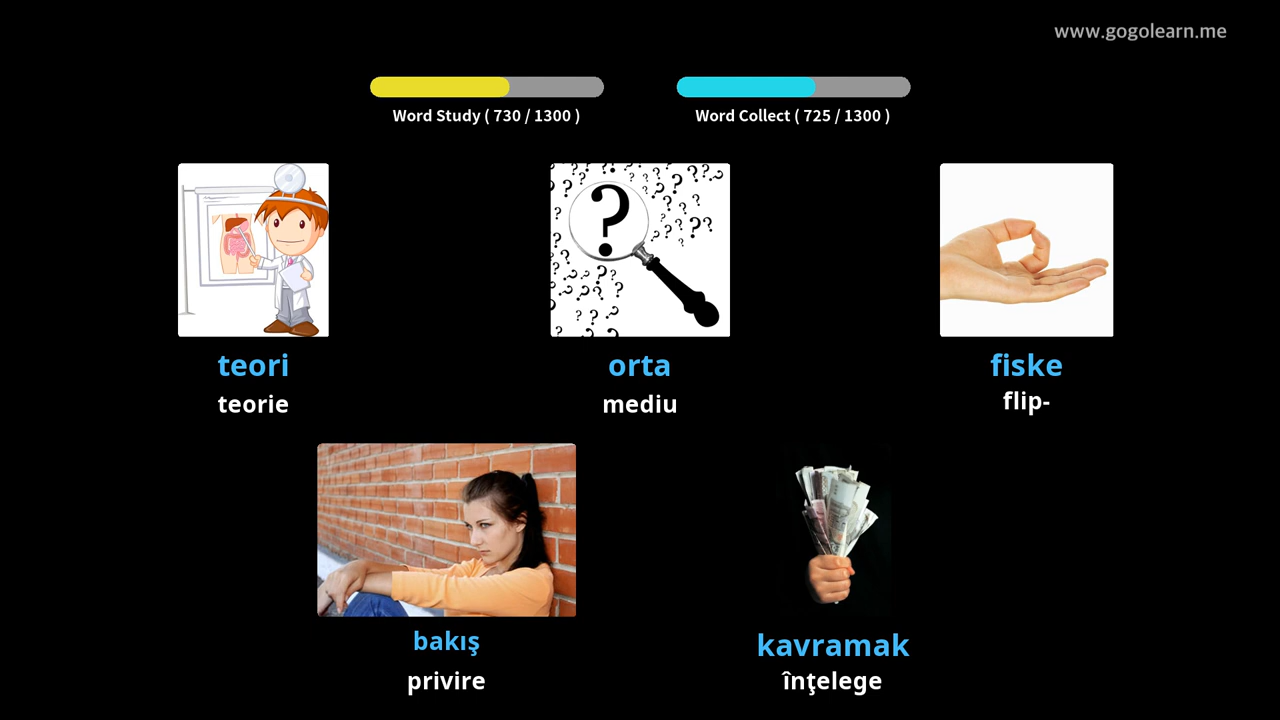 www.gogolearn.me
Word Study ( 730 / 1300 )
Word Collect ( 725 / 1300 )
teori
orta
fiske
teorie
mediu
flip-
bakış
kavramak
privire
înţelege